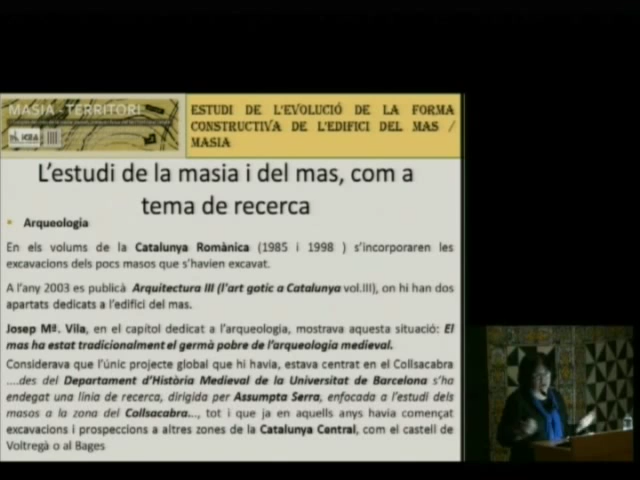 MASIA - TERRITORI
ESTUDI DE L'EVOLUCIÓ DE LA FORMA
CONSTRUCTIVA DE L'EDIFICI DEL MAS /
MASIA
L'estudi de la masia i del mas, com a
tema de recerca
Arqueologia
En els volums de la Catalunya Romànica (1985 i 1998 ) s'incorporaren les
excavacions dels pocs masos que s'havien excavat.
A l'any 2003 es publicà Arquitectura III (l'art gotic a Catalunya vol.III), on hi han dos
apartats dedicats a l'edifici del mas.
Josep Mª. Vila, en el capítol dedicat a l'arqueologia, mostrava aquesta situació: El
mas ha estat tradicionalment el germà pobre de l'arqueologia medieval.
Considerava que l'únic projecte global que hi havia, estava centrat en el Collsacabra
....des del Departament d'Història Medieval de la Universitat de Barcelona s'ha
endegat una línia de recerca, dirigida per Assumpta Serra, enfocada a l'estudi dels
masos a la zona del Collsacabra..., tot i que ja en aquells anys havia començat
excavacions i prospeccions a altres zones de la Catalunya Central, com el castell de
Voltregà o al Bages